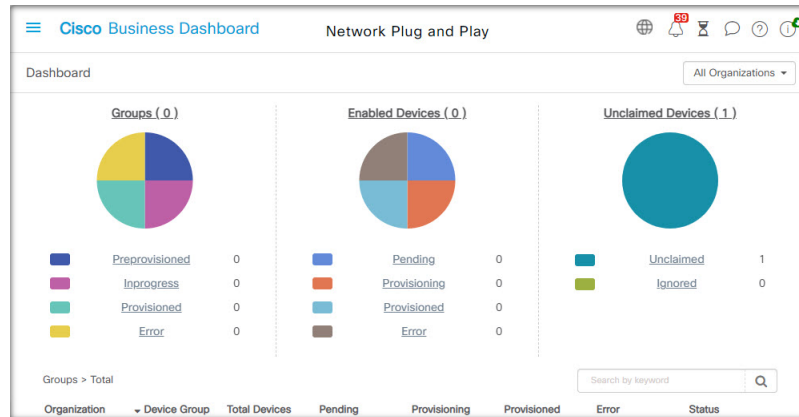 Cisco Business Dashboard
Network Plug and Play
39
Dashboard
All Organizations
Groups ( 0 )
Preprovisioned 0
Inprogress 0
Provisioned 0
Error 0
Enabled Devices ( 0 )
Pending 0
Provisioning 0
Provisioned 0
Error 0
Unclaimed Devices ( 1 )
Unclaimed 1
Ignored 0
Groups > Total
Search by keyword
Organization Device Group Total Devices Pending Provisioning Provisioned Error Status